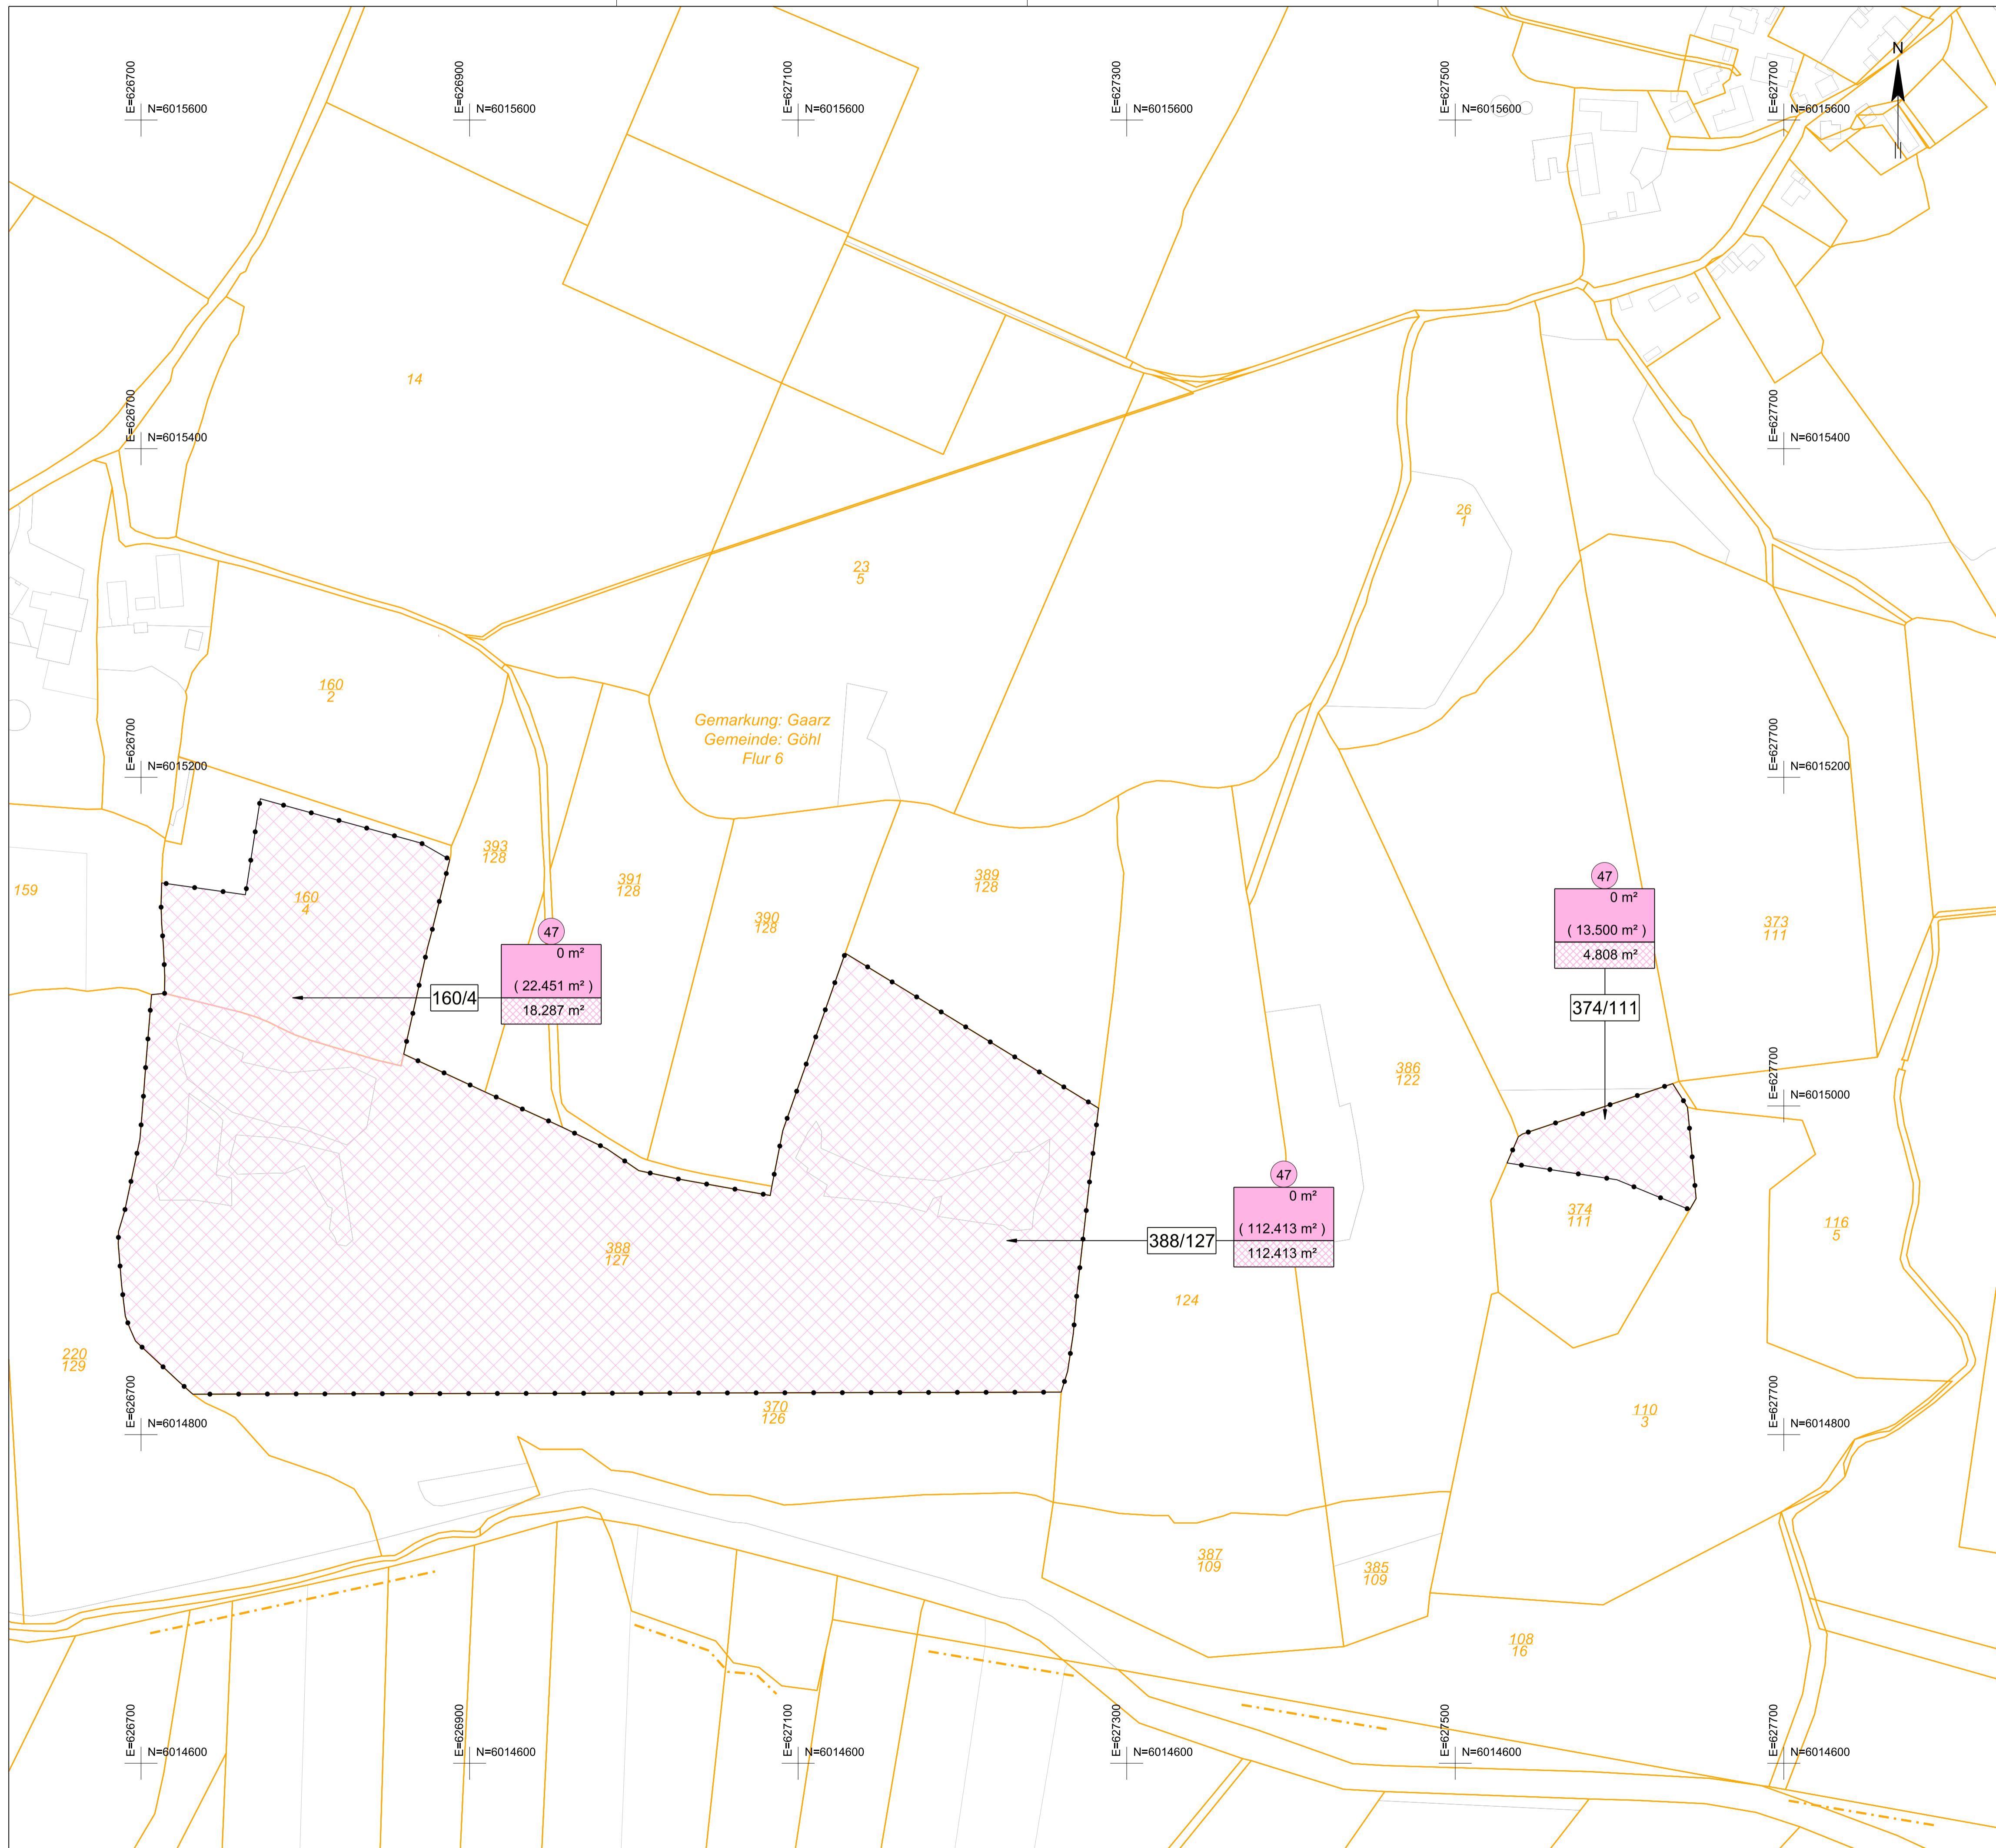 N
E=626700
N=6015600
E=626900
N=6015600
E=627100
N=6015600
E=627300
N=6015600
E=627500
N=6015600
E=627700
N=6015600
14
E=626700
N=6015400
E=627700
N=6015400
26
1
23
5
160
2
Gemarkung: Gaarz
Gemeinde: Göhl
Flur 6
E=626700
N=6015200
E=627700
N=6015200
159
160
4
393
128
391
128
390
128
389
128
373
111
47
0 m²
( 13.500 m² )
4.808 m²
374/111
47
0 m²
( 22.451 m² )
18.287 m²
160/4
386
122
E=627700
N=6015000
47
0 m²
( 112.413 m² )
112.413 m²
388/127
374
111
116
5
388
127
124
220
129
370
126
110
3
E=626700
N=6014800
E=627700
N=6014800
387
109
385
109
108
16
E=626700
N=6014600
E=626900
N=6014600
E=627100
N=6014600
E=627300
N=6014600
E=627500
N=6014600
E=627700
N=6014600